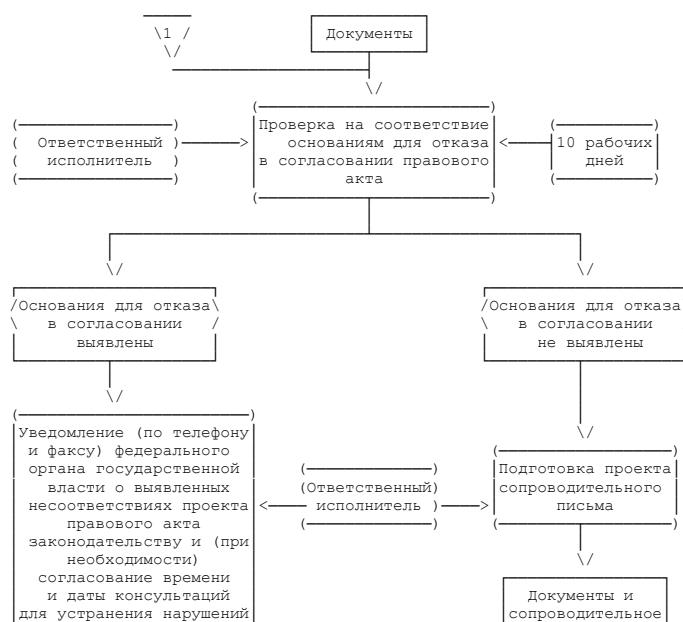 1
Документы
Проверка на соответствие
основаниям для отказа
в согласовании правового
акта
Ответственный
исполнитель
10 рабочих
дней
Основания для отказа
в согласовании
выявлены
Основания для отказа
в согласовании
не выявлены
Уведомление (по телефону
и факсу) федерального
органа государственной
власти о выявленных
несоответствиях проекта
правового акта
законодательству и (при
необходимости)
согласование времени
и даты консультаций
для устранения нарушений
Ответственный
исполнитель
Подготовка проекта
сопроводительного
письма
Документы и
сопроводительное